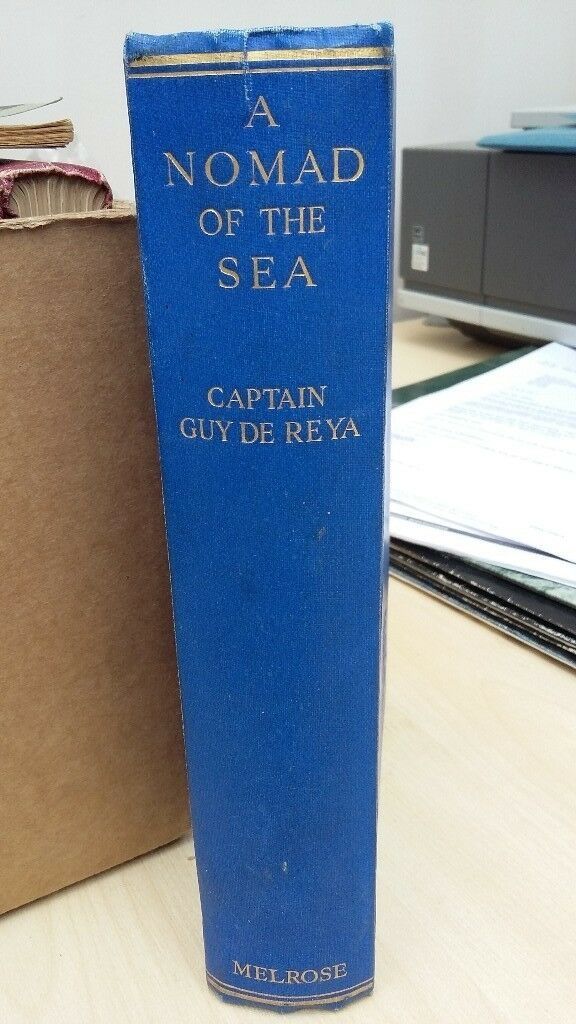 A
NOMAD
OF THE
SEA
CAPTAIN
GUY DE REYA
MELROSE